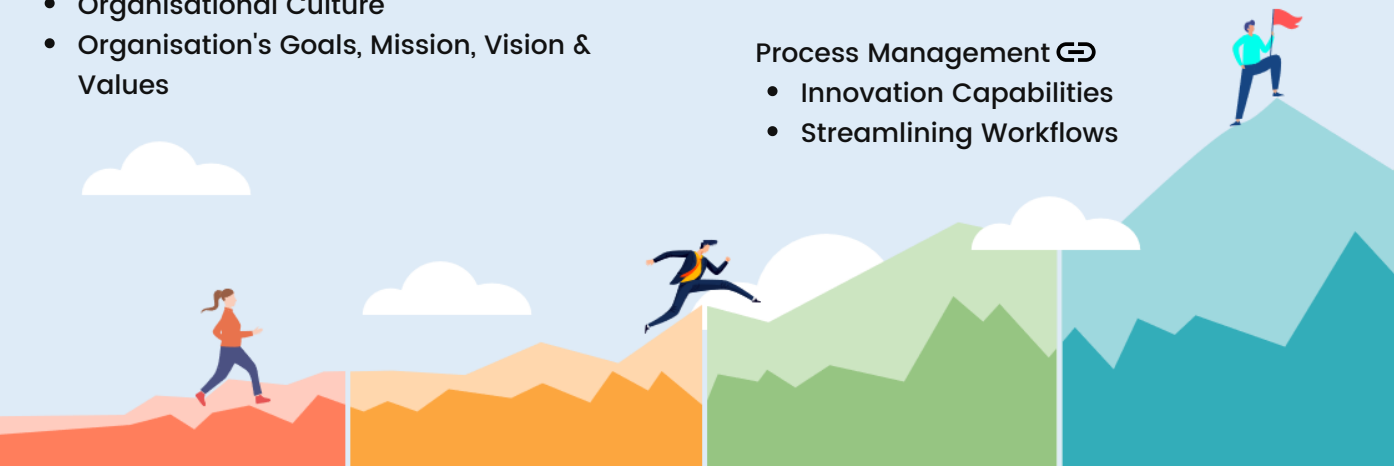 Organisational Culture
Organisation's Goals, Mission, Vision &
Values
Process Management
Innovation Capabilities
Streamlining Workflows